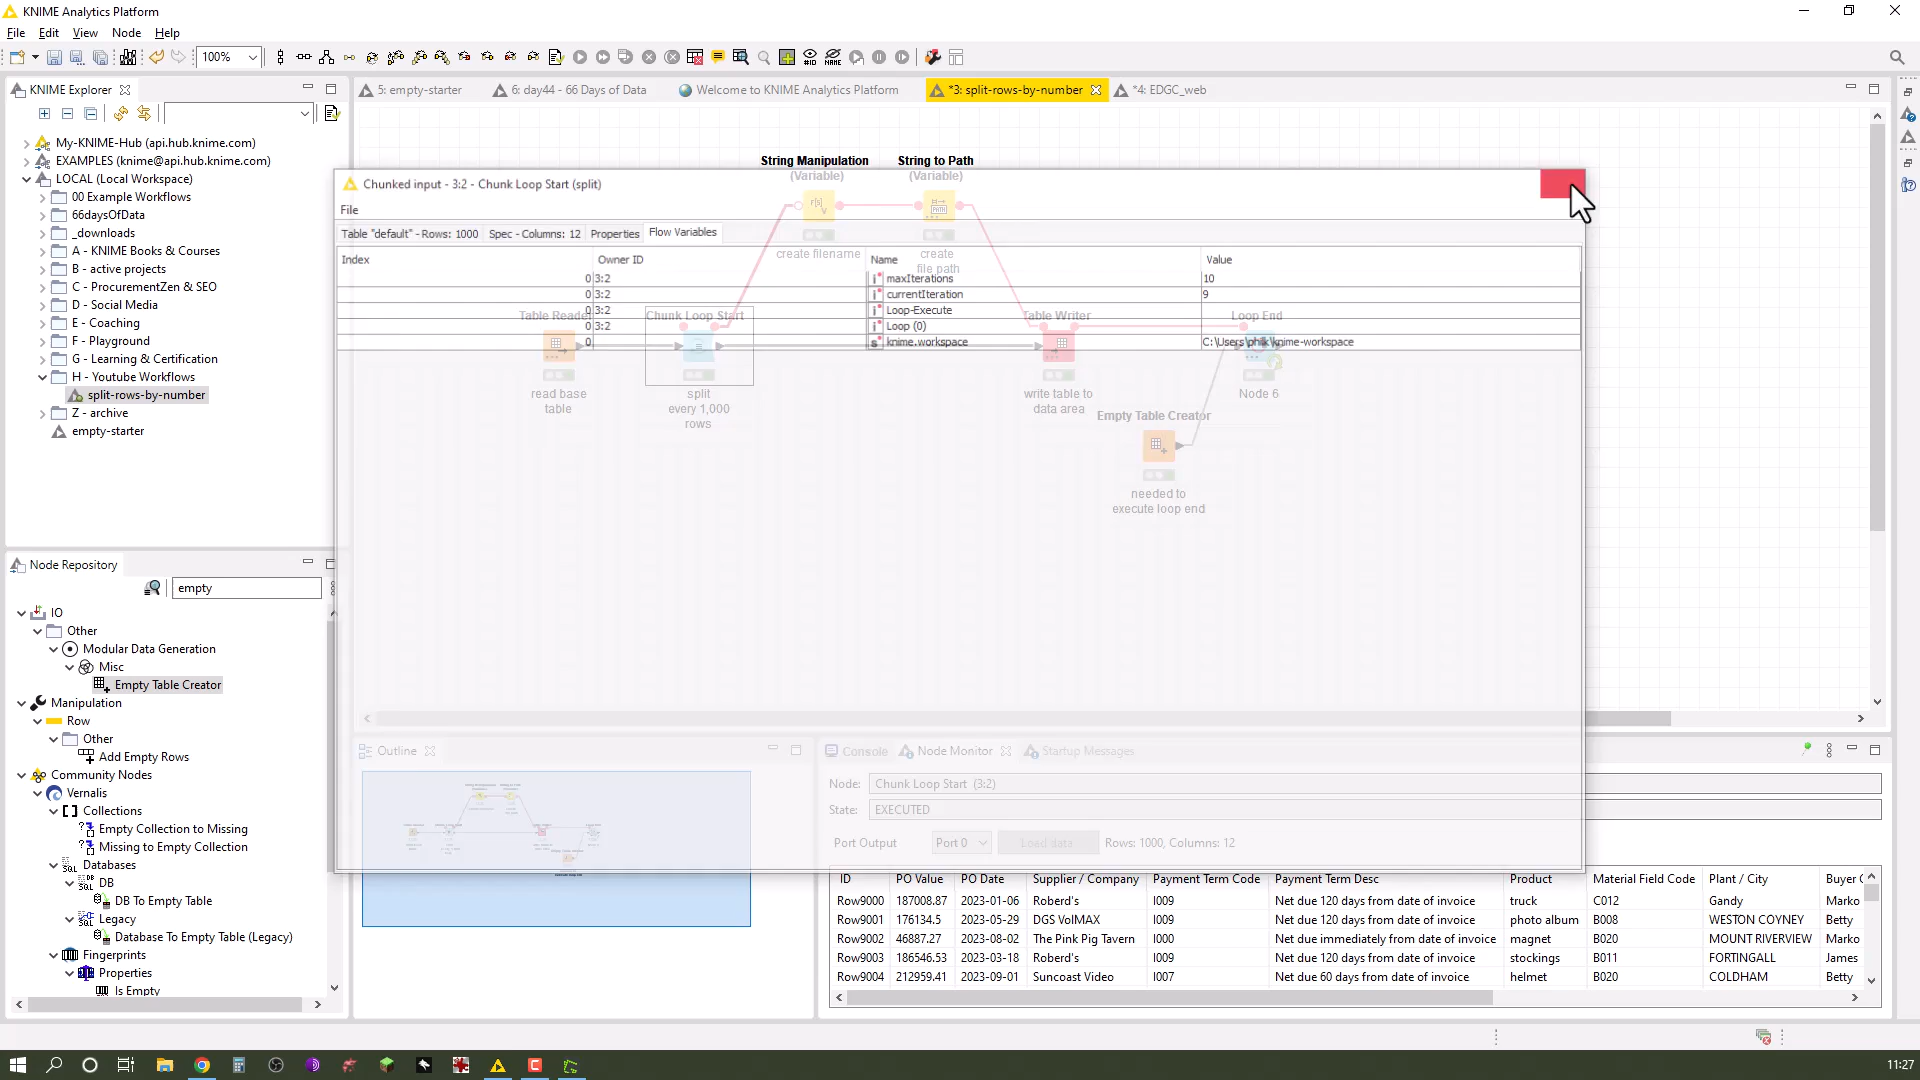 KNIME Analytics Platform
File Edit View Node Help
100%
KNIME Explorer
5: empty-starter
6: day44 - 66 Days of Data
Welcome to KNIME Analytics Platform
*3: split-rows-by-number
*4: EDGC_web
My-KNIME-Hub (api.hub.knime.com)
EXAMPLES (knime@api.hub.knime.com)
LOCAL (Local Workspace)
00 Example Workflows
66daysOfData
_downloads
A - KNIME Books & Courses
B - active projects
C - ProcurementZen & SEO
D - Social Media
E - Coaching
F - Playground
G - Learning & Certification
H - Youtube Workflows
split-rows-by-number
Z - archive
empty-starter
String Manipulation
(Variable)
create filename
String to Path
(Variable)
create
file path
Chunked input - 3:2 - Chunk Loop Start (split)
File
Table "default" - Rows: 1000 Spec - Columns: 12 Properties Flow Variables
Index Owner ID Name Value
0 3:2 maxIterations 10
0 3:2 currentIteration 9
0 3:2 Loop-Execute
0 3:2 Loop (0)
0 knime.workspace C:\Users\phlik\knime-workspace
Table Reader
read base
table
Chunk Loop Start
split
every 1,000
rows
Table Writer
write table to
data area
Loop End
Node 6
Empty Table Creator
needed to
execute loop end
Node Repository
empty
IO
Other
Modular Data Generation
Misc
Empty Table Creator
Manipulation
Row
Other
Add Empty Rows
Community Nodes
Vernalis
Collections
Empty Collection to Missing
Missing to Empty Collection
Databases
DB
DB To Empty Table
Legacy
Database To Empty Table (Legacy)
Fingerprints
Properties
Is Empty
Outline
Console Node Monitor Startup Messages
Node: Chunk Loop Start (3:2)
State: EXECUTED
Port Output Port 0 Load data Rows: 1000, Columns: 12
ID PO Value PO Date Supplier / Company Payment Term Code Payment Term Desc Product Material Field Code Plant / City Buyer
Row9000 187008.87 2023-01-06 Roberd's I009 Net due 120 days from date of invoice truck C012 Gandy Marko
Row9001 176134.5 2023-05-29 DGS VolMAX I009 Net due 120 days from date of invoice photo album B008 WESTON COYNEY Betty
Row9002 46887.27 2023-08-02 The Pink Pig Tavern I000 Net due immediately from date of invoice magnet B020 MOUNT RIVERVIEW Marko
Row9003 186546.53 2023-03-18 Roberd's I009 Net due 120 days from date of invoice stockings B011 FORTINGALL James
Row9004 212959.41 2023-09-01 Suncoast Video I007 Net due 60 days from date of invoice helmet B020 COLDHAM Betty
11:27